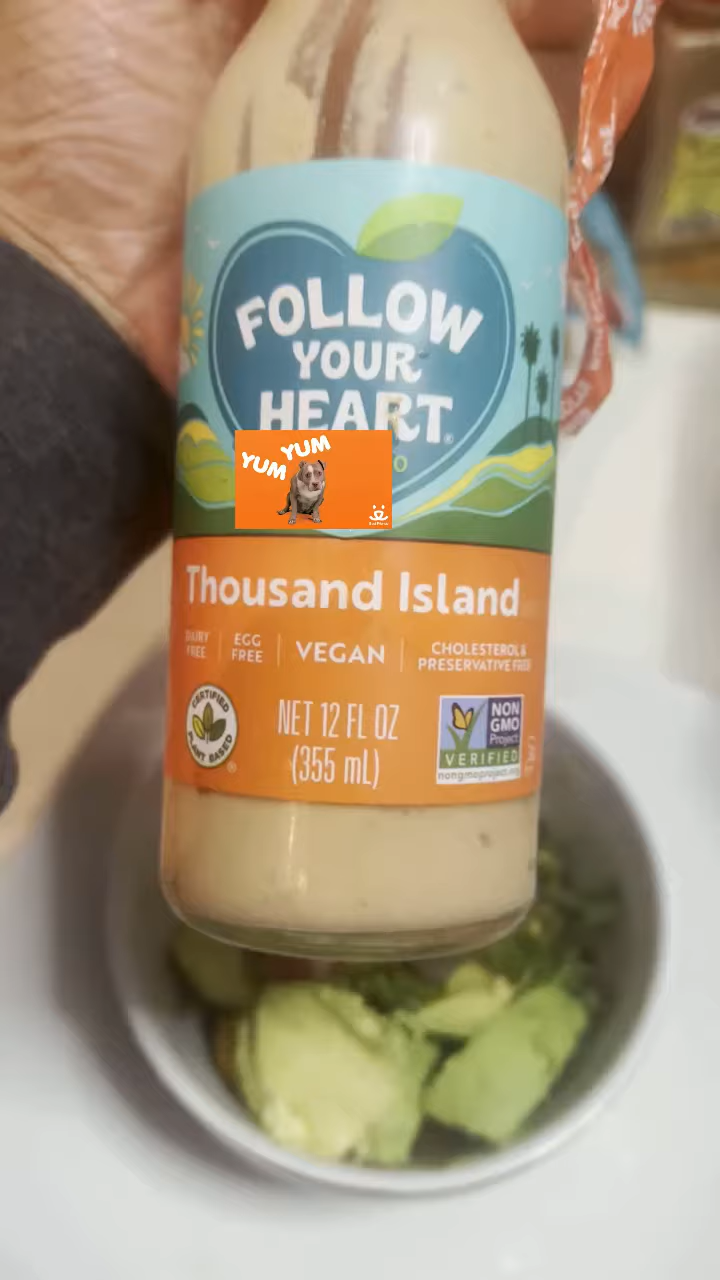 FOLLOW
YOUR
HEART®
YUM YUM
Thousand Island
DAIRY FREE
EGG FREE
VEGAN
CHOLESTEROL & PRESERVATIVE FREE
CERTIFIED PLANT BASED
NET 12 FL OZ
(355 mL)
NON
GMO
Project
VERIFIED
nongmoproject.org